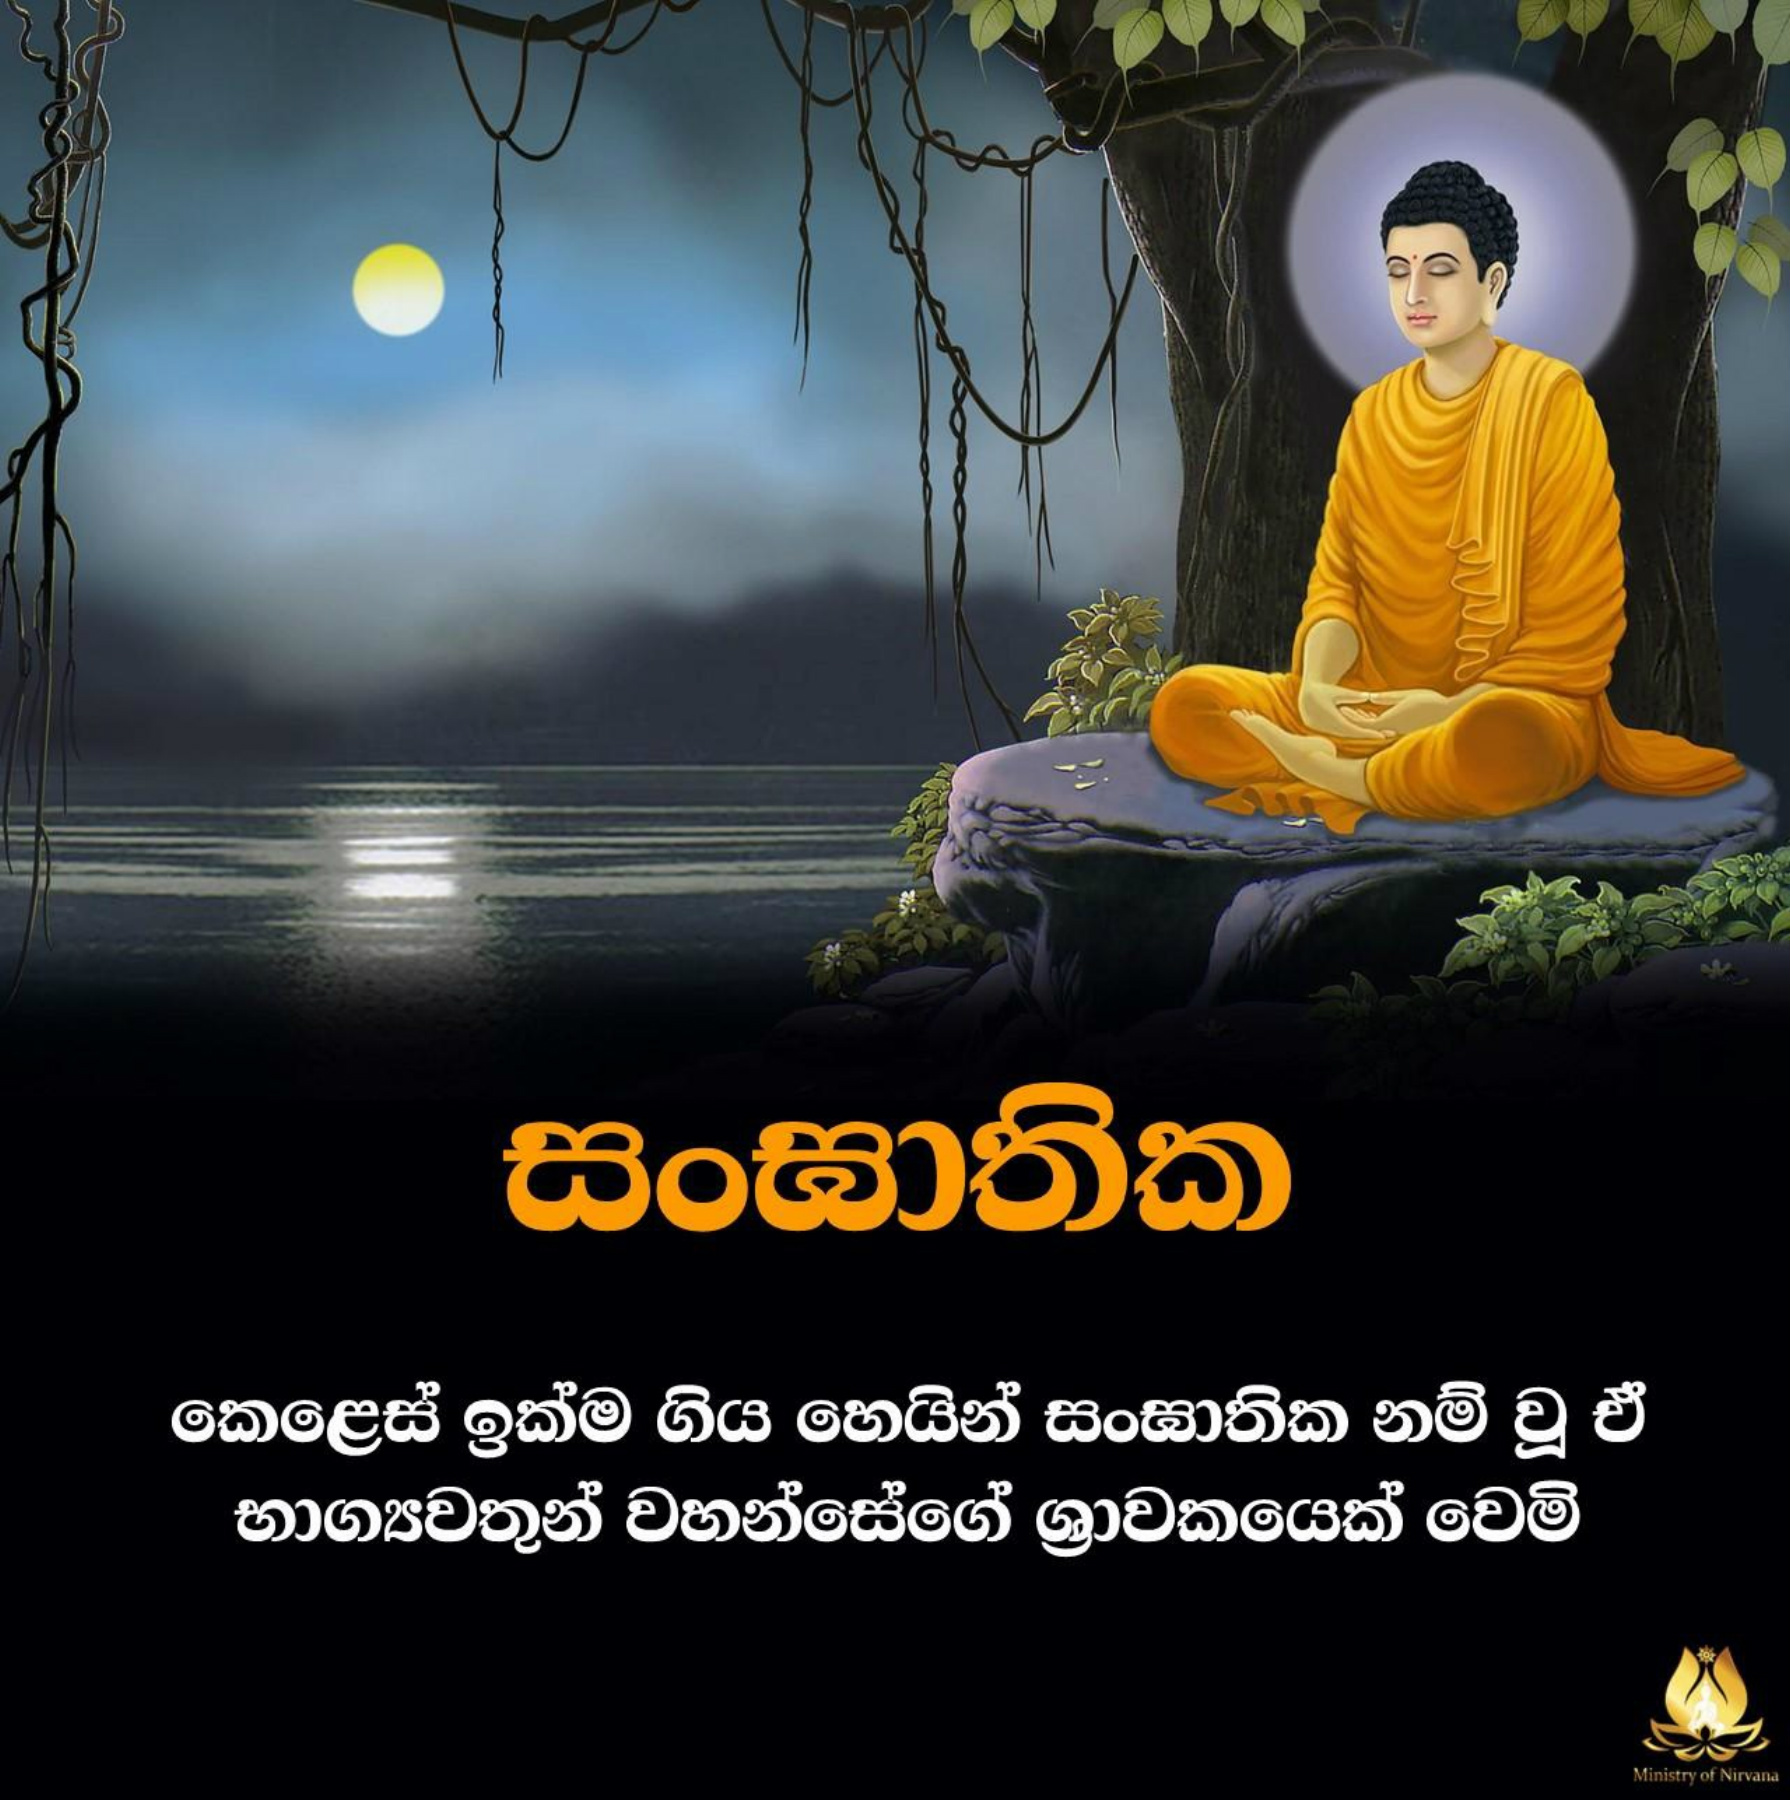 සංඝාතික
කෙළෙස් ඉක්ම ගිය හෙයින් සංඝාතික නම් වූ ඒ
භාග්‍යවතුන් වහන්සේගේ ශ්‍රාවකයෙක් වෙමි
Ministry of Nirvana